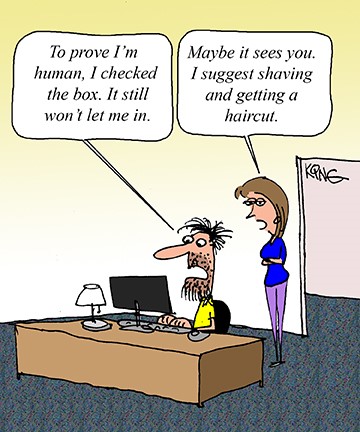 To prove I'm
human, I checked
the box. It still
won't let me in.
Maybe it sees you.
I suggest shaving
and getting a
haircut.
KONG